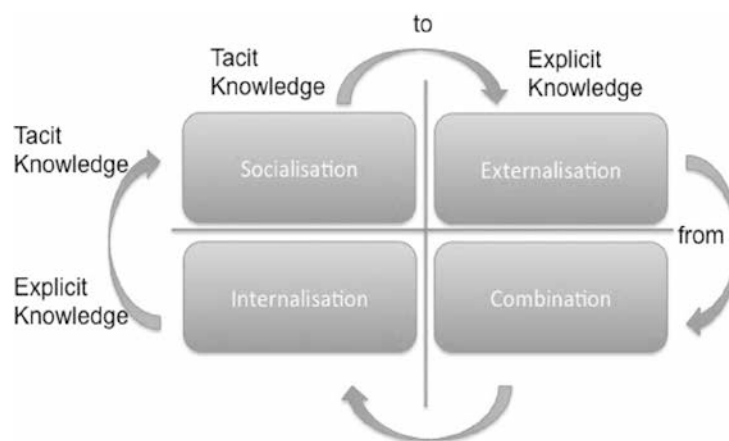 to
Tacit
Knowledge
Explicit
Knowledge
Tacit
Knowledge
Socialisation
Externalisation
from
Explicit
Knowledge
Internalisation
Combination